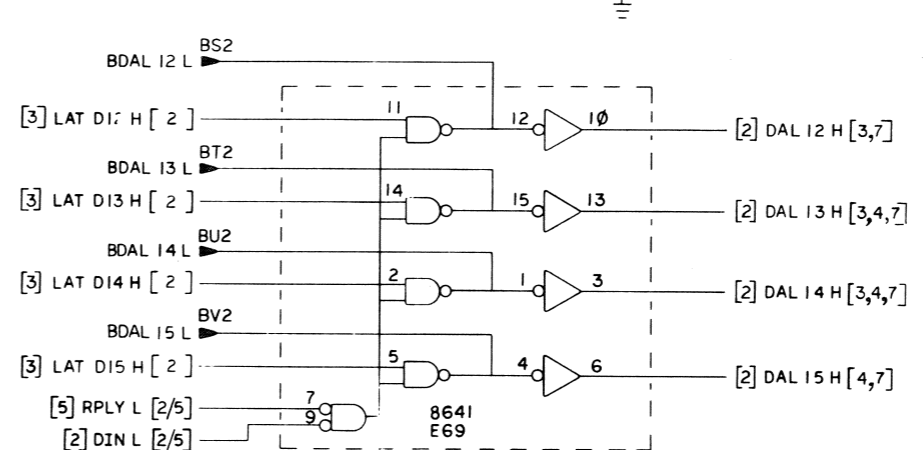 BS2
BDAL 12 L
[3] LAT D12 H [ 2 ] 11 12 10 [2] DAL 12 H [3,7]
BT2
BDAL 13 L
[3] LAT D13 H [ 2 ] 14 15 13 [2] DAL 13 H [3,4,7]
BU2
BDAL 14 L
[3] LAT D14 H [ 2 ] 2 1 3 [2] DAL 14 H [3,4,7]
BV2
BDAL 15 L
[3] LAT D15 H [ 2 ] 5 4 6 [2] DAL 15 H [4,7]
[5] RPLY L [2/5] 7
[2] DIN L [2/5] 9
8641
E69